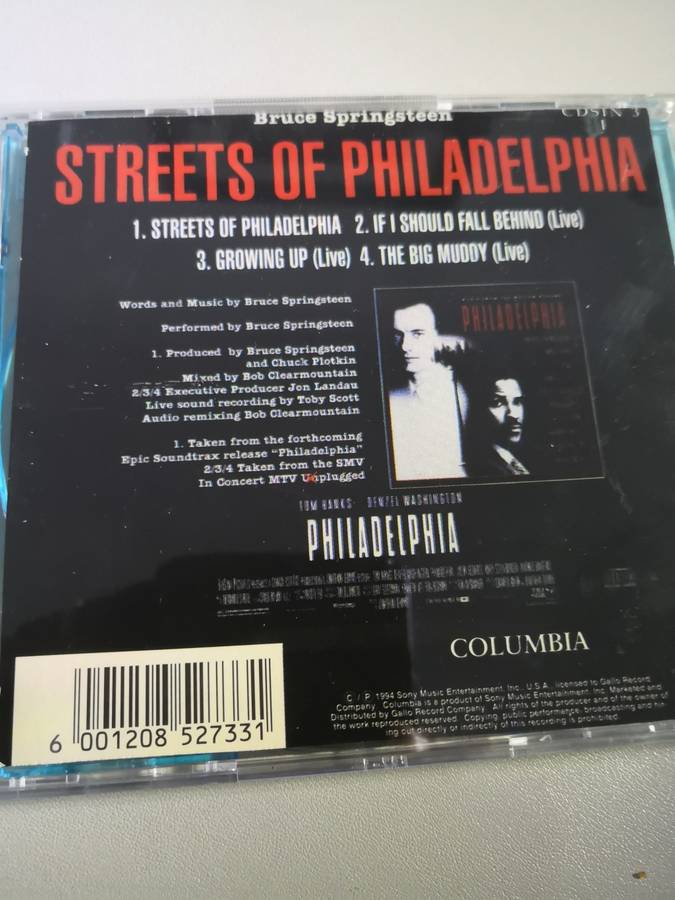 Bruce Springsteen
CDSIN 3
STREETS OF PHILADELPHIA
1. STREETS OF PHILADELPHIA 2. IF I SHOULD FALL BEHIND (Live)
3. GROWING UP (Live) 4. THE BIG MUDDY (Live)
Words and Music by Bruce Springsteen
Performed by Bruce Springsteen
1. Produced by Bruce Springsteen
and Chuck Plotkin
Mixed by Bob Clearmountain
2/3/4 Executive Producer Jon Landau
Live sound recording by Toby Scott
Audio remixing Bob Clearmountain
1. Taken from the forthcoming
Epic Soundtrax release "Philadelphia"
2/3/4 Taken from the SMV
In Concert MTV Unplugged
PHILADELPHIA
TOM HANKS DENZEL WASHINGTON
PHILADELPHIA
COLUMBIA
C / P 1994 Sony Music Entertainment, Inc., U.S.A. licensed to Gallo Record
Company. Columbia is a product of Sony Music Entertainment, Inc. Marketed and
Distributed by Gallo Record Company. All rights of the producer and of the owner of
the work reproduced reserved. Copying, public performance, broadcasting and hir-
ing out directly or indirectly of this recording is prohibited.
6 001208 527331